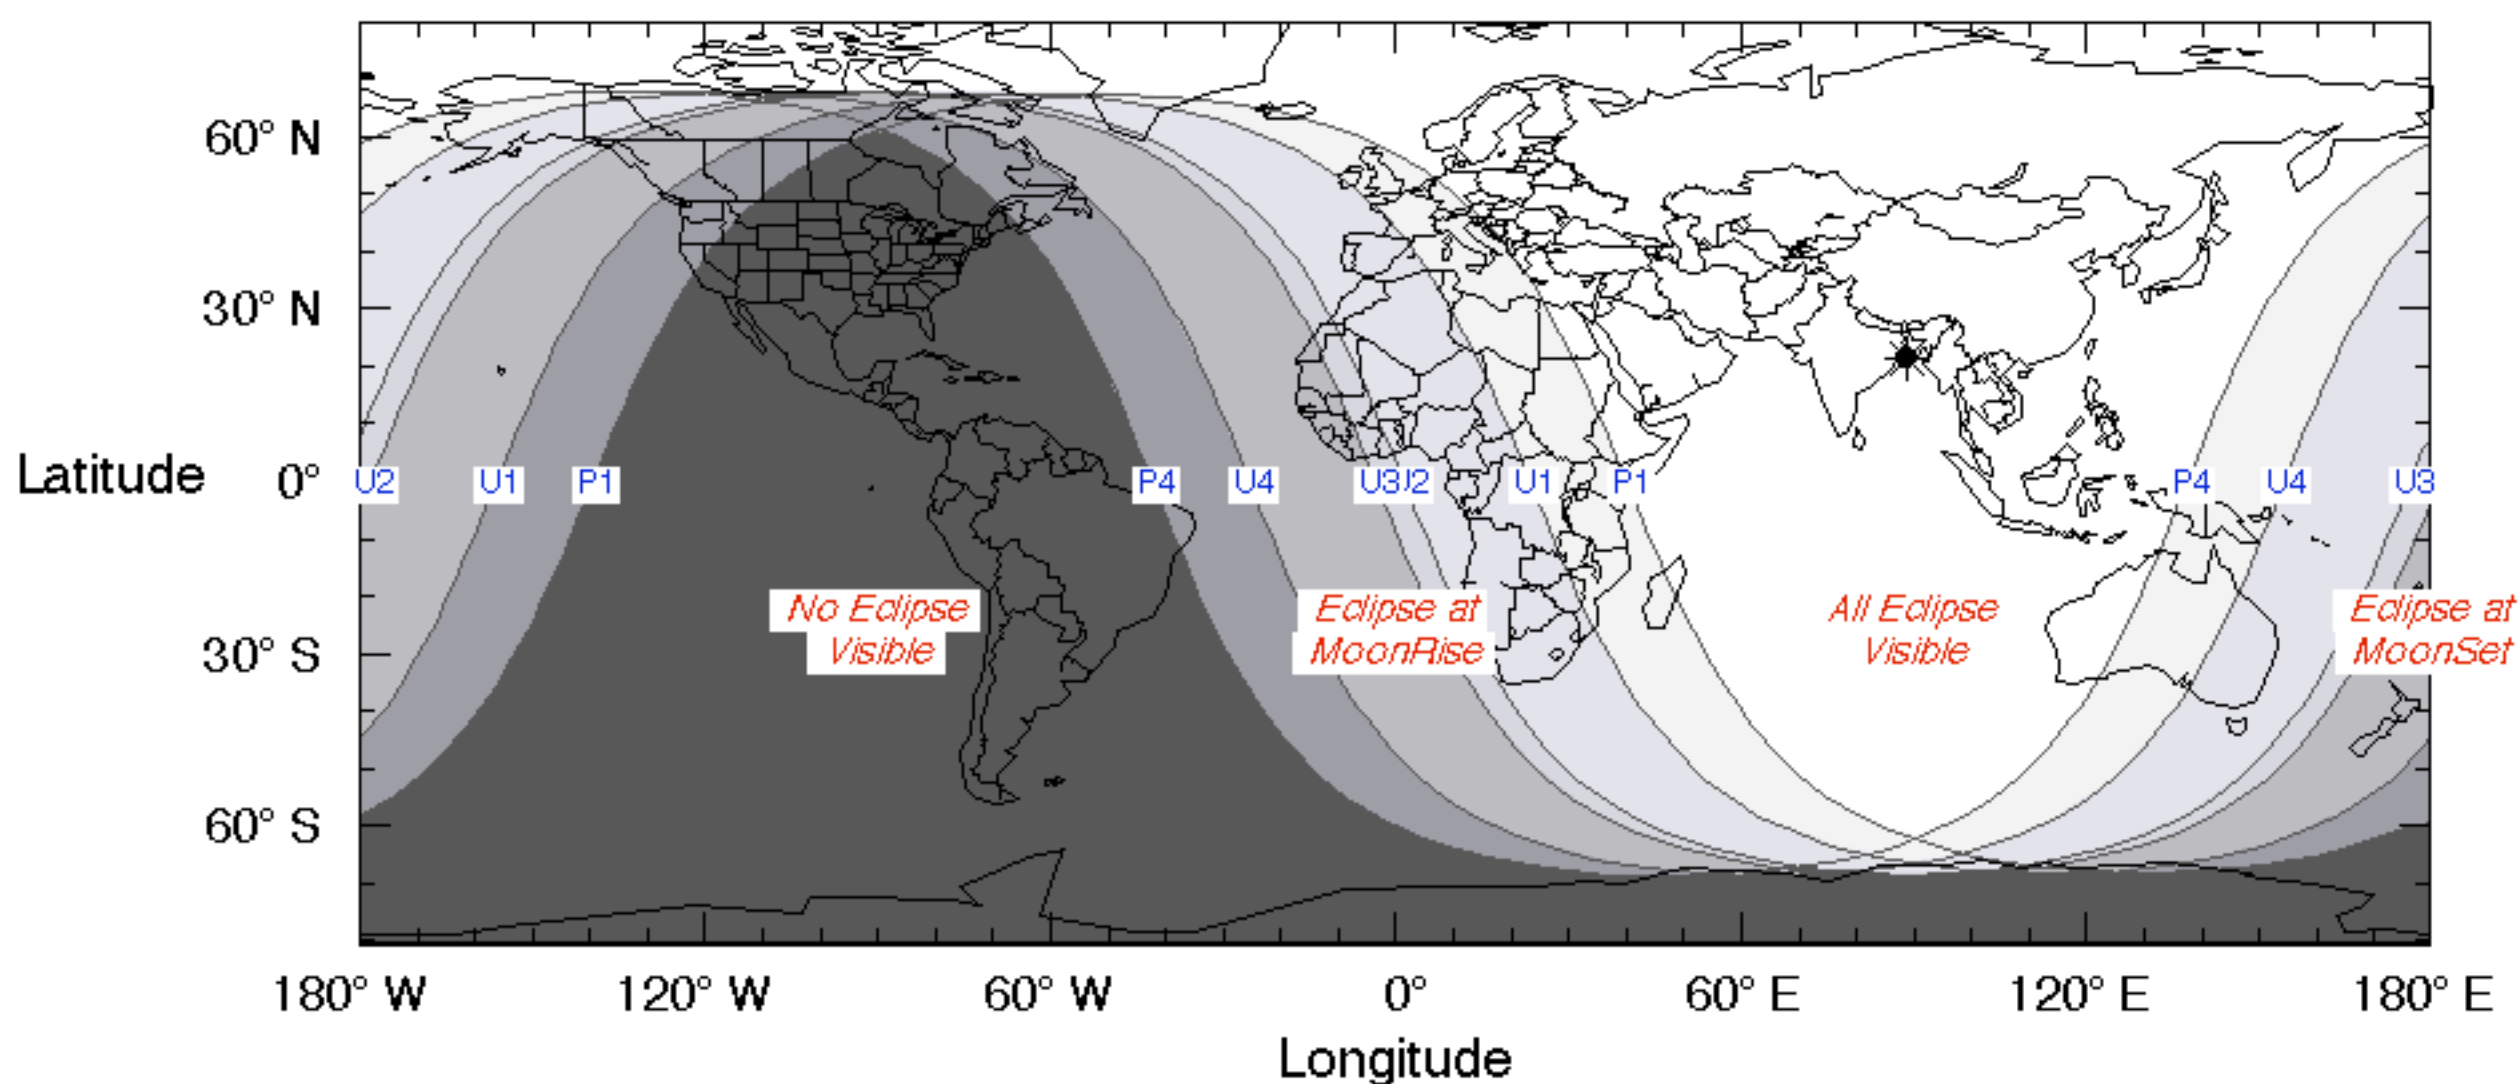 60° N
30° N
Latitude 0°
U2 U1 P1 P4 U4 U3 U2 U1 P1 P4 U4 U3
No Eclipse
Visible
Eclipse at
MoonRise
All Eclipse
Visible
Eclipse at
MoonSet
30° S
60° S
180° W 120° W 60° W 0° 60° E 120° E 180° E
Longitude